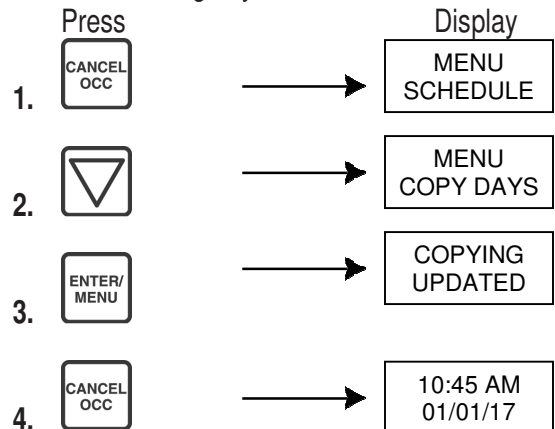 Press Display
1. CANCEL
OCC
MENU
SCHEDULE
2.
MENU
COPY DAYS
3. ENTER/
MENU
COPYING
UPDATED
4. CANCEL
OCC
10:45 AM
01/01/17